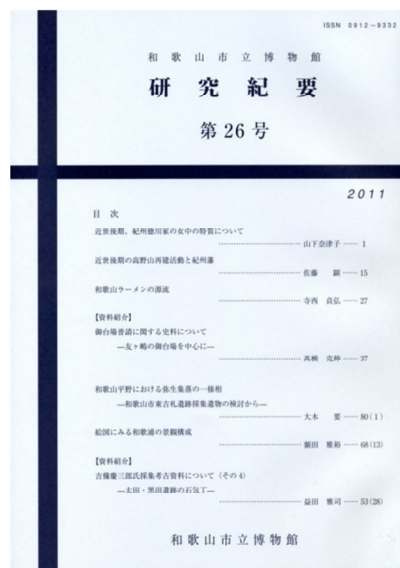 ISSN 0912-9332
和歌山市立博物館
研究紀要
第26号
2011
目 次
近世後期、紀州徳川家の女中の特質について
山下奈津子 …… 1
近世後期の高野山再建活動と紀州藩
佐藤 顕 …… 15
和歌山ラーメンの源流
寺西 貞弘 …… 27
【資料紹介】
御台場普請に関する史料について
―友ヶ嶋の御台場を中心に―
高橋 克伸 …… 37
和歌山平野における弥生集落の一様相
―和歌山市東吉札遺跡採集遺物の検討から―
大木 要 …… 80(1)
絵図にみる和歌浦の景観構成
額田 雅裕 …… 68(13)
【資料紹介】
吉備慶三郎氏採集考古資料について(その4)
―太田・黒田遺跡の石包丁―
益田 雅司 …… 53(28)
和歌山市立博物館